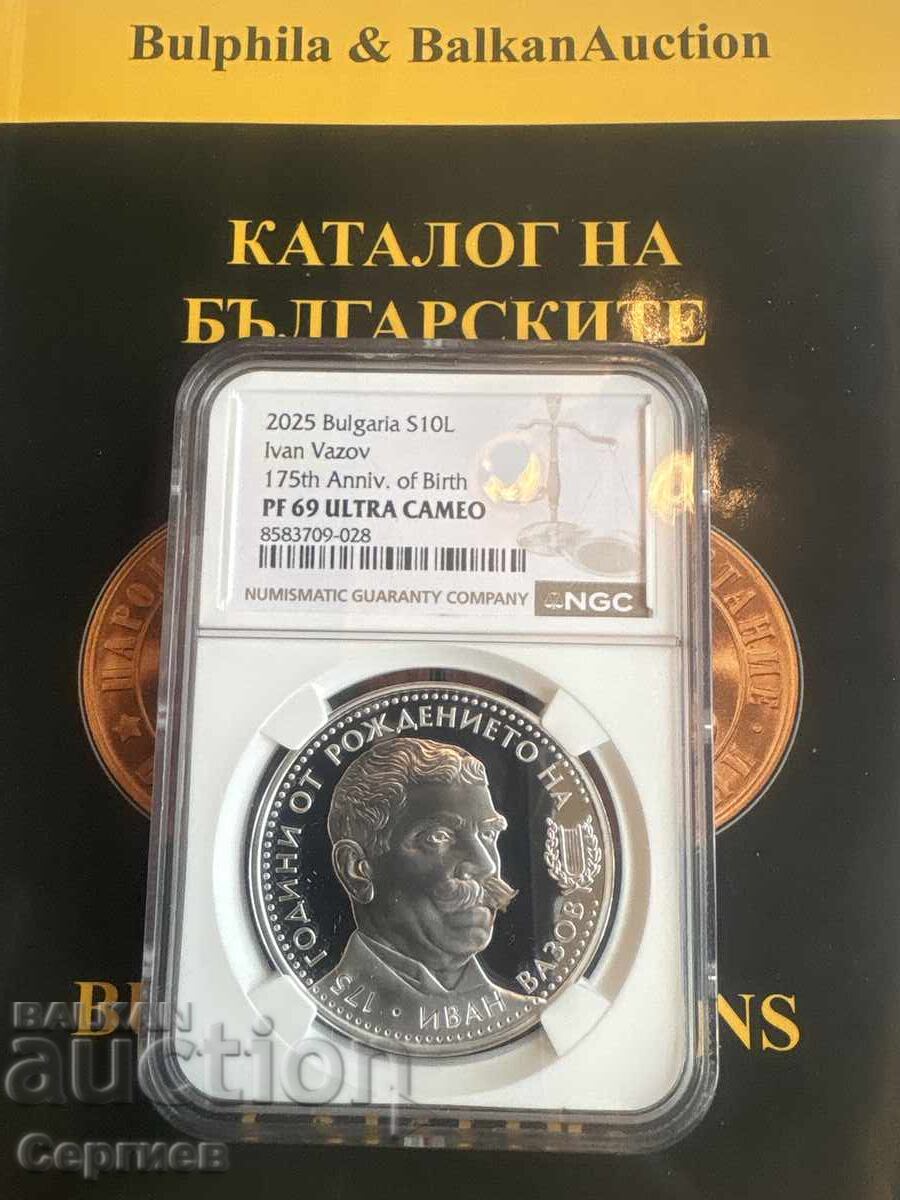 Bulphila & BalkanAuction
КАТАЛОГ НА
БЪЛГАРСКИТЕ
2025 Bulgaria S10L
Ivan Vazov
175th Anniv. of Birth
PF 69 ULTRA CAMEO
8583709-028
NUMISMATIC GUARANTY COMPANY NGC
175 ГОДИНИ ОТ РОЖДЕНИЕТО НА
• ИВАН ВАЗОВ
BALKAN
auction
Сергиев